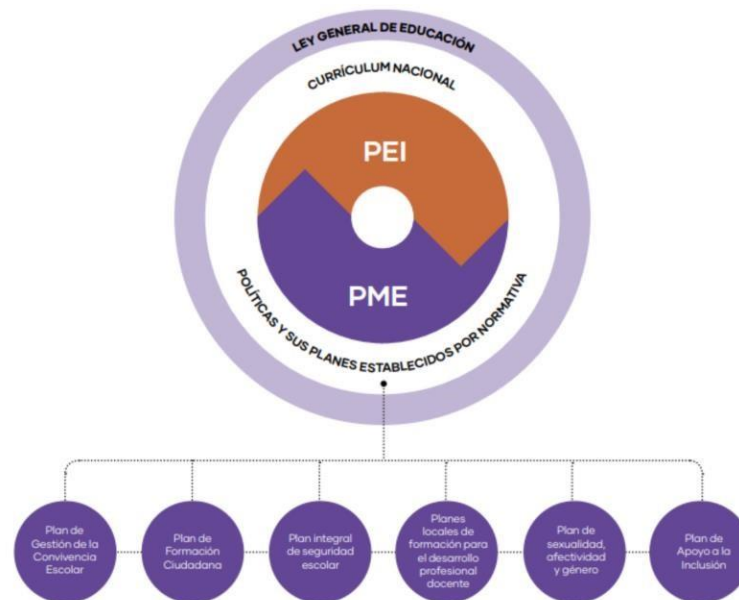 LEY GENERAL DE EDUCACIÓN
CURRÍCULUM NACIONAL
PEI
PME
POLÍTICAS Y SUS PLANES ESTABLECIDOS POR NORMATIVA
Plan de
Gestión de la
Convivencia
Escolar
Plan de
Formación
Ciudadana
Plan integral
de seguridad
escolar
Planes
locales de
formación para
el desarrollo
profesional
docente
Plan de
sexualidad,
afectividad
y género
Plan de
Apoyo a la
Inclusión